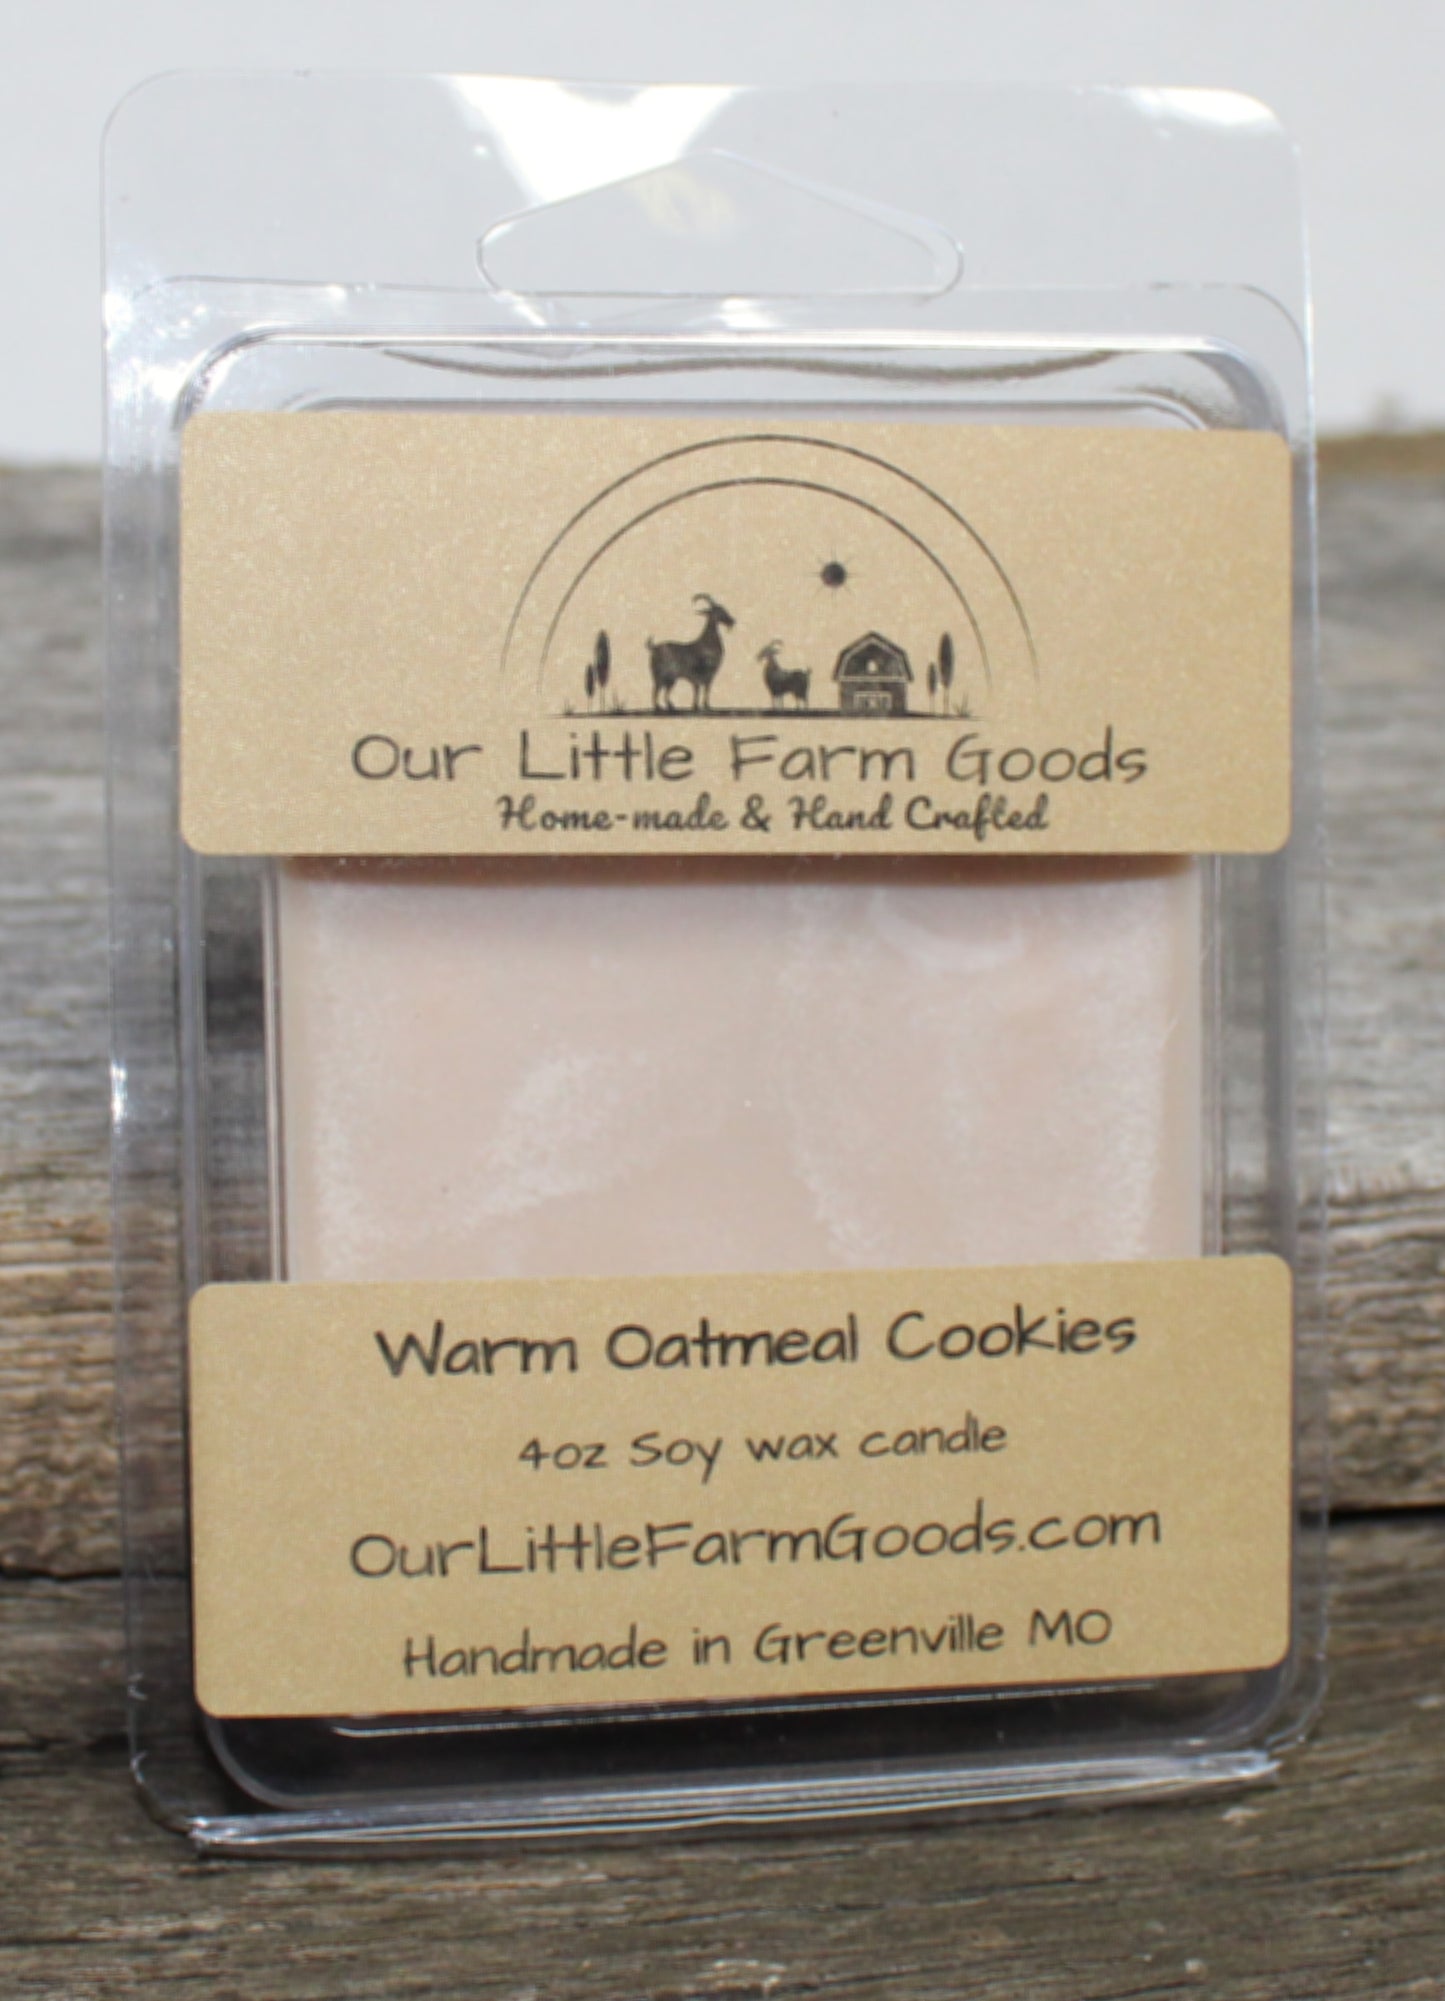 Our Little Farm Goods
Home-made & Hand Crafted
Warm Oatmeal Cookies
4oz Soy wax candle
OurLittleFarmGoods.com
Handmade in Greenville MO